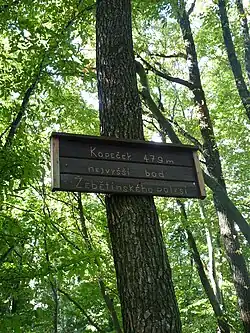 Kopeček 479 m
nejvyšší bod
Zbětínského polesí